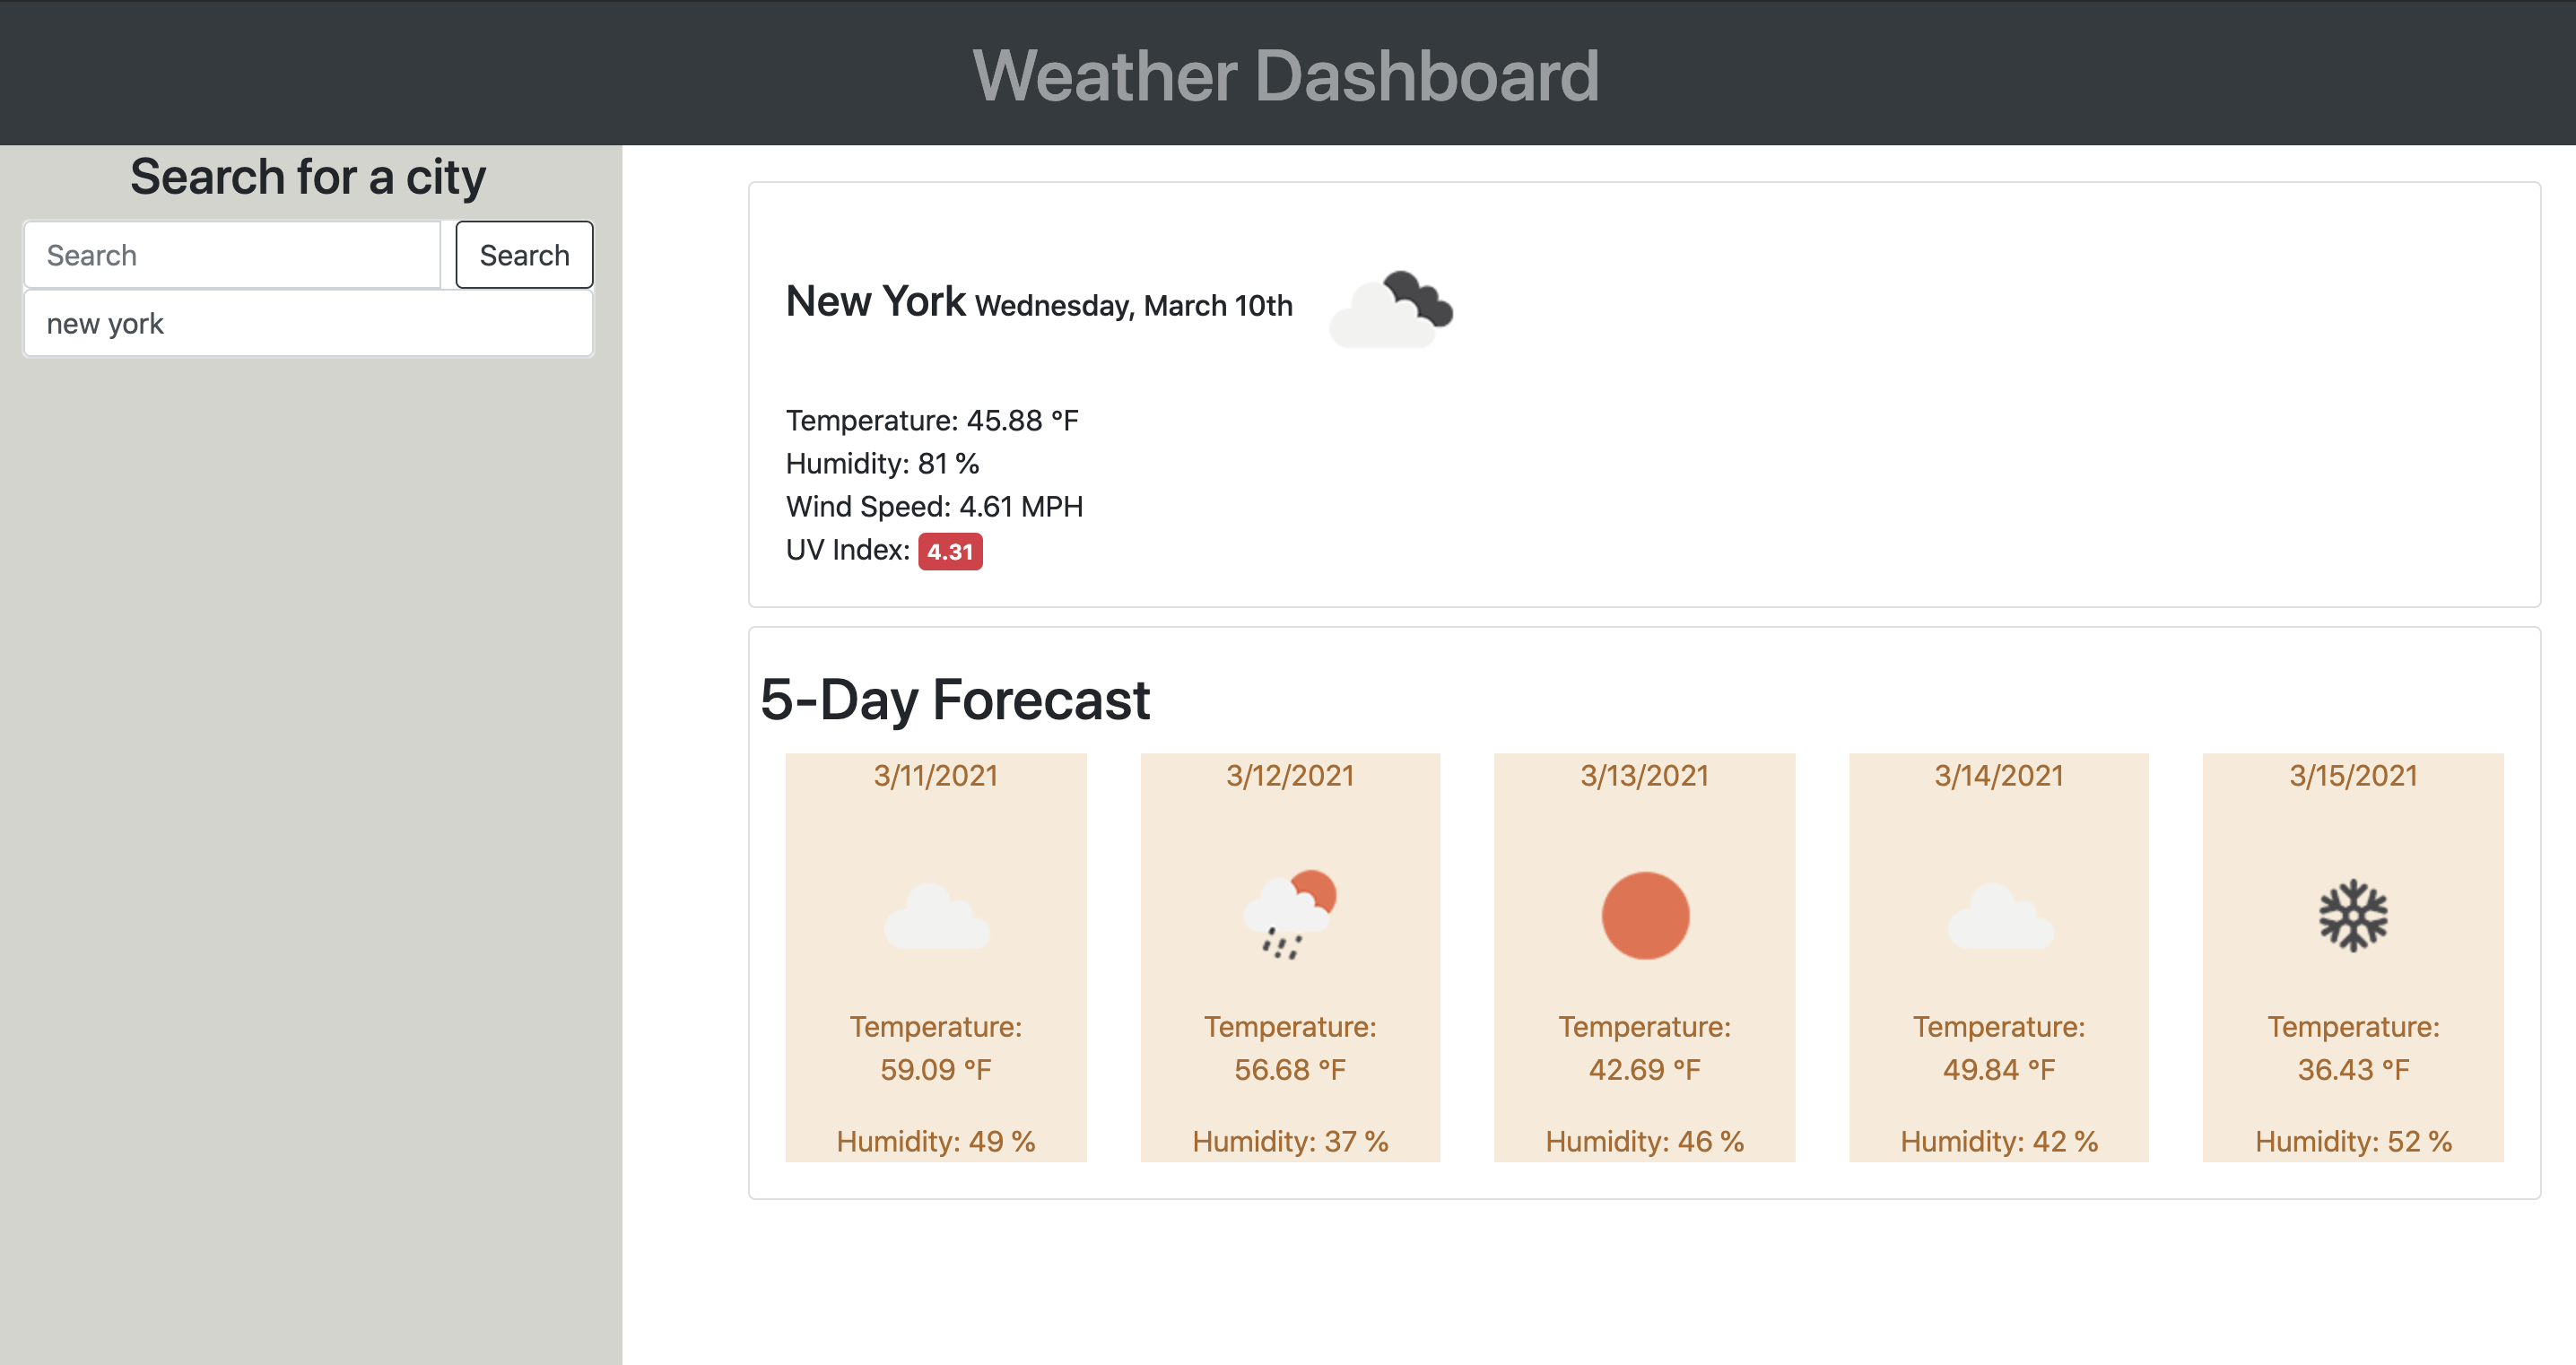 Weather Dashboard
Search for a city
Search
Search
new york
New York Wednesday, March 10th
Temperature: 45.88 °F
Humidity: 81 %
Wind Speed: 4.61 MPH
UV Index: 4.31
5-Day Forecast
3/11/2021
Temperature:
59.09 °F
Humidity: 49 %
3/12/2021
Temperature:
56.68 °F
Humidity: 37 %
3/13/2021
Temperature:
42.69 °F
Humidity: 46 %
3/14/2021
Temperature:
49.84 °F
Humidity: 42 %
3/15/2021
Temperature:
36.43 °F
Humidity: 52 %